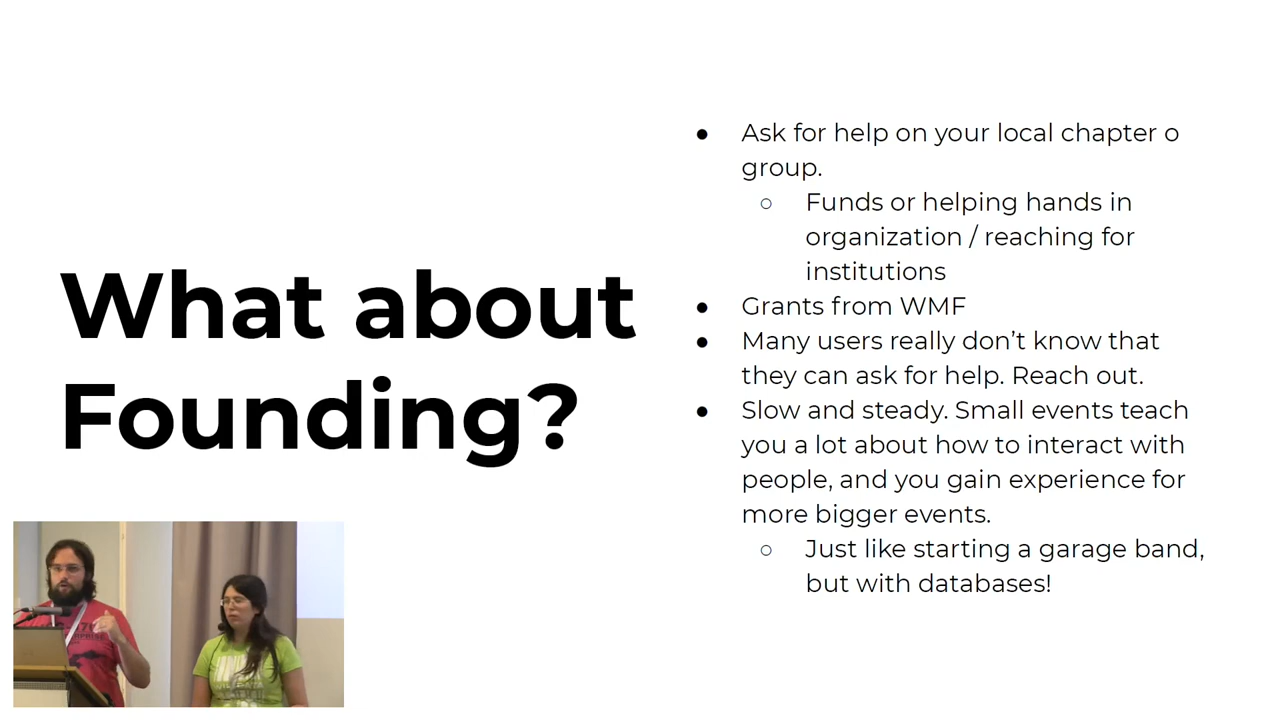 What about
Founding?
● Ask for help on your local chapter o
group.
○ Funds or helping hands in
organization / reaching for
institutions
● Grants from WMF
● Many users really don’t know that
they can ask for help. Reach out.
● Slow and steady. Small events teach
you a lot about how to interact with
people, and you gain experience for
more bigger events.
○ Just like starting a garage band,
but with databases!